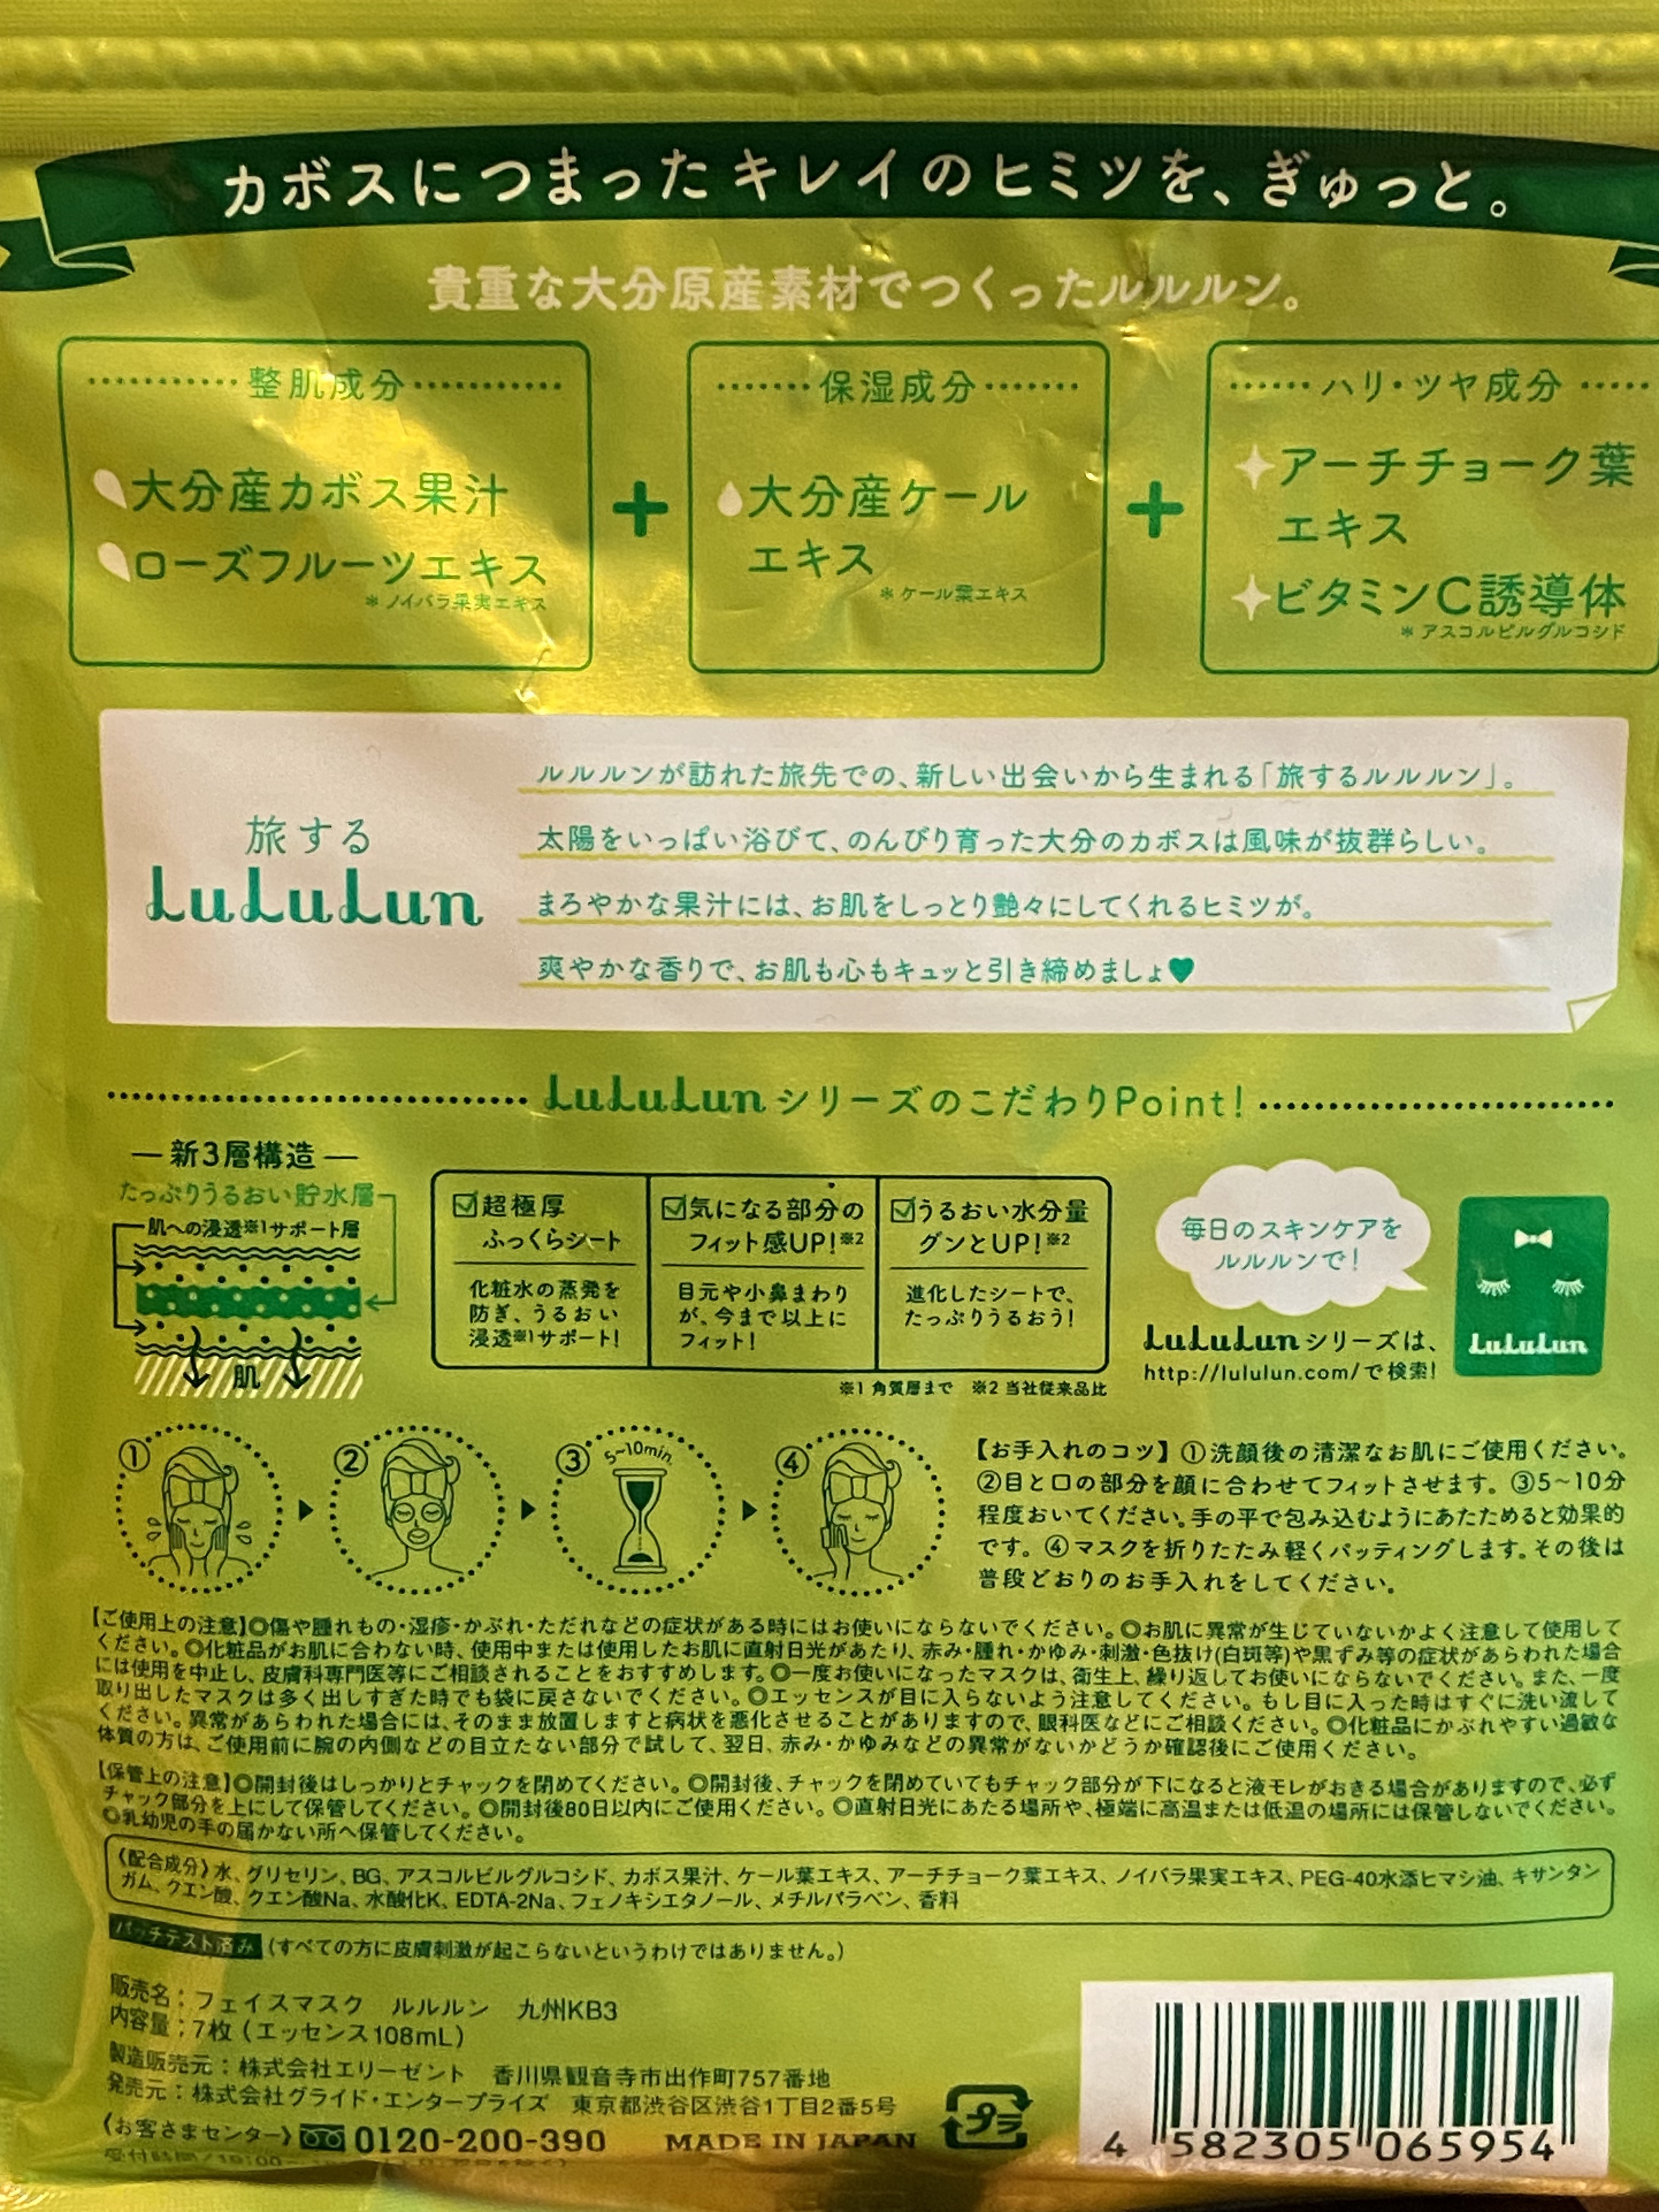 カボスにつまったキレイのヒミツを、ぎゅっと。
貴重な大分原産素材でつくったルルルン。
整肌成分
大分産カボス果汁
ローズフルーツエキス
*ノイバラ果実エキス
+
保湿成分
大分産ケール
エキス
*ケール葉エキス
+
ハリ・ツヤ成分
アーチチョーク葉
エキス
ビタミンC誘導体
*アスコルビルグルコシド
旅する
LuLuLun
ルルルンが訪れた旅先での、新しい出会いから生まれる「旅するルルルン」。
太陽をいっぱい浴びて、のんびり育った大分のカボスは風味が抜群らしい。
まろやかな果汁には、お肌をしっとり艶々にしてくれるヒミツが。
爽やかな香りで、お肌も心もキュッと引き締めましょ♥
LuLuLunシリーズのこだわりPoint!
新3層構造
たっぷりうるおい貯水層
肌への浸透※1サポート層
肌
超極厚
ふっくらシート
化粧水の蒸発を
防ぎ、うるおい
浸透※1サポート!
気になる部分の
フィット感UP!※2
目元や小鼻まわり
が、今まで以上に
フィット!
うるおい水分量
グンとUP!※2
進化したシートで、
たっぷりうるおう!
※1 角質層まで ※2 当社従来品比
毎日のスキンケアを
ルルルンで!
LuLuLunシリーズは、
http://lululun.com/で検索!
LuLuLun
①
②
③
5~10min.
④
【お手入れのコツ】①洗顔後の清潔なお肌にご使用ください。
②目と口の部分を顔に合わせてフィットさせます。③5~10分
程度おいてください。手の平で包み込むようにあたためると効果的
です。④マスクを折りたたみ軽くパッティングします。その後は
普段どおりのお手入れをしてください。
【ご使用上の注意】◎傷や腫れもの・湿疹・かぶれ・ただれなどの症状がある時にはお使いにならないでください。◎お肌に異常が生じていないかよく注意して使用して
ください。◎化粧品がお肌に合わない時、使用中または使用したお肌に直射日光があたり、赤み・腫れ・かゆみ・刺激・色抜け(白斑等)や黒ずみ等の症状があらわれた場合
には使用を中止し、皮膚科専門医等にご相談されることをおすすめします。◎一度お使いになったマスクは、衛生上、繰り返してお使いにならないでください。また、一度
取り出したマスクは多く出しすぎた時でも袋に戻さないでください。◎エッセンスが目に入らないよう注意してください。もし目に入った時はすぐに洗い流して
ください。異常があらわれた場合には、そのまま放置しますと病状を悪化させることがありますので、眼科医などにご相談ください。◎化粧品にかぶれやすい過敏な
体質の方は、ご使用前に腕の内側などの目立たない部分で試して、翌日、赤み・かゆみなどの異常がないかどうか確認後にご使用ください。
【保管上の注意】◎開封後はしっかりとチャックを閉めてください。◎開封後、チャックを閉めていてもチャック部分が下になると液モレがおきる場合がありますので、必ず
チャック部分を上にして保管してください。◎開封後80日以内にご使用ください。◎直射日光にあたる場所や、極端に高温または低温の場所には保管しないでください。
◎乳幼児の手の届かない所へ保管してください。
〈配合成分〉水、グリセリン、BG、アスコルビルグルコシド、カボス果汁、ケール葉エキス、アーチチョーク葉エキス、ノイバラ果実エキス、PEG-40水添ヒマシ油、キサンタン
ガム、クエン酸、クエン酸Na、水酸化K、EDTA-2Na、フェノキシエタノール、メチルパラベン、香料
パッチテスト済み (すべての方に皮膚刺激が起こらないというわけではありません。)
販売名：フェイスマスク ルルルン 九州KB3
内容量：7枚（エッセンス108mL）
製造販売元：株式会社エリーゼント 香川県観音寺市出作町757番地
発売元：株式会社グライド・エンタープライズ 東京都渋谷区渋谷1丁目2番5号
〈お客さまセンター〉 0120-200-390 MADE IN JAPAN
プラ
受付時間/10:00
4 582305 065954